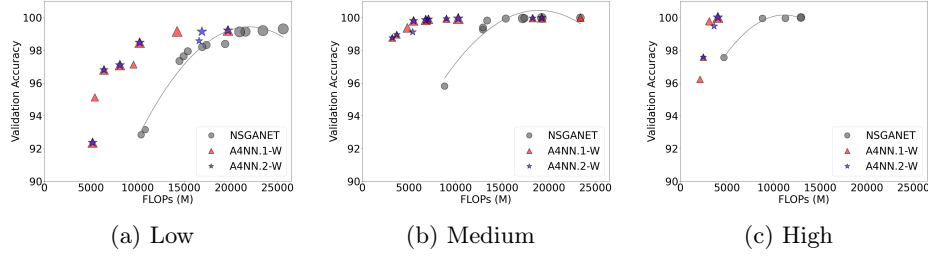 100
98
96
94
92
90
Validation Accuracy
0 5000 10000 15000 20000 25000
FLOPs (M)
NSGANET
A4NN.1-W
A4NN.2-W
(a) Low
100
98
96
94
92
90
Validation Accuracy
0 5000 10000 15000 20000 25000
FLOPs (M)
NSGANET
A4NN.1-W
A4NN.2-W
(b) Medium
100
98
96
94
92
90
Validation Accuracy
0 5000 10000 15000 20000 25000
FLOPs (M)
NSGANET
A4NN.1-W
A4NN.2-W
(c) High